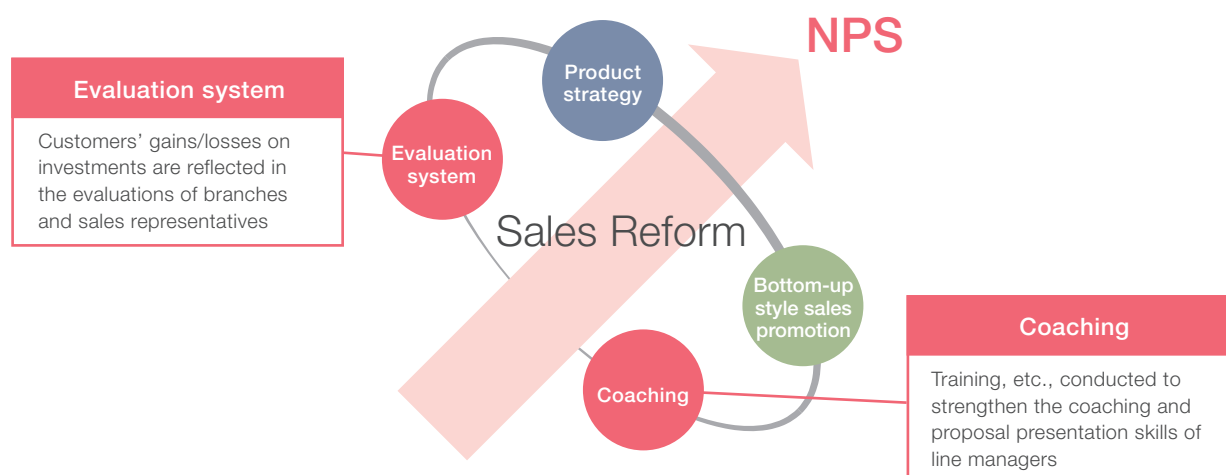 NPS
Evaluation system
Customers’ gains/losses on
investments are reflected in
the evaluations of branches
and sales representatives
Product
strategy
Evaluation
system
Sales Reform
Bottom-up
style sales
promotion
Coaching
Coaching
Training, etc., conducted to
strengthen the coaching and
proposal presentation skills of
line managers